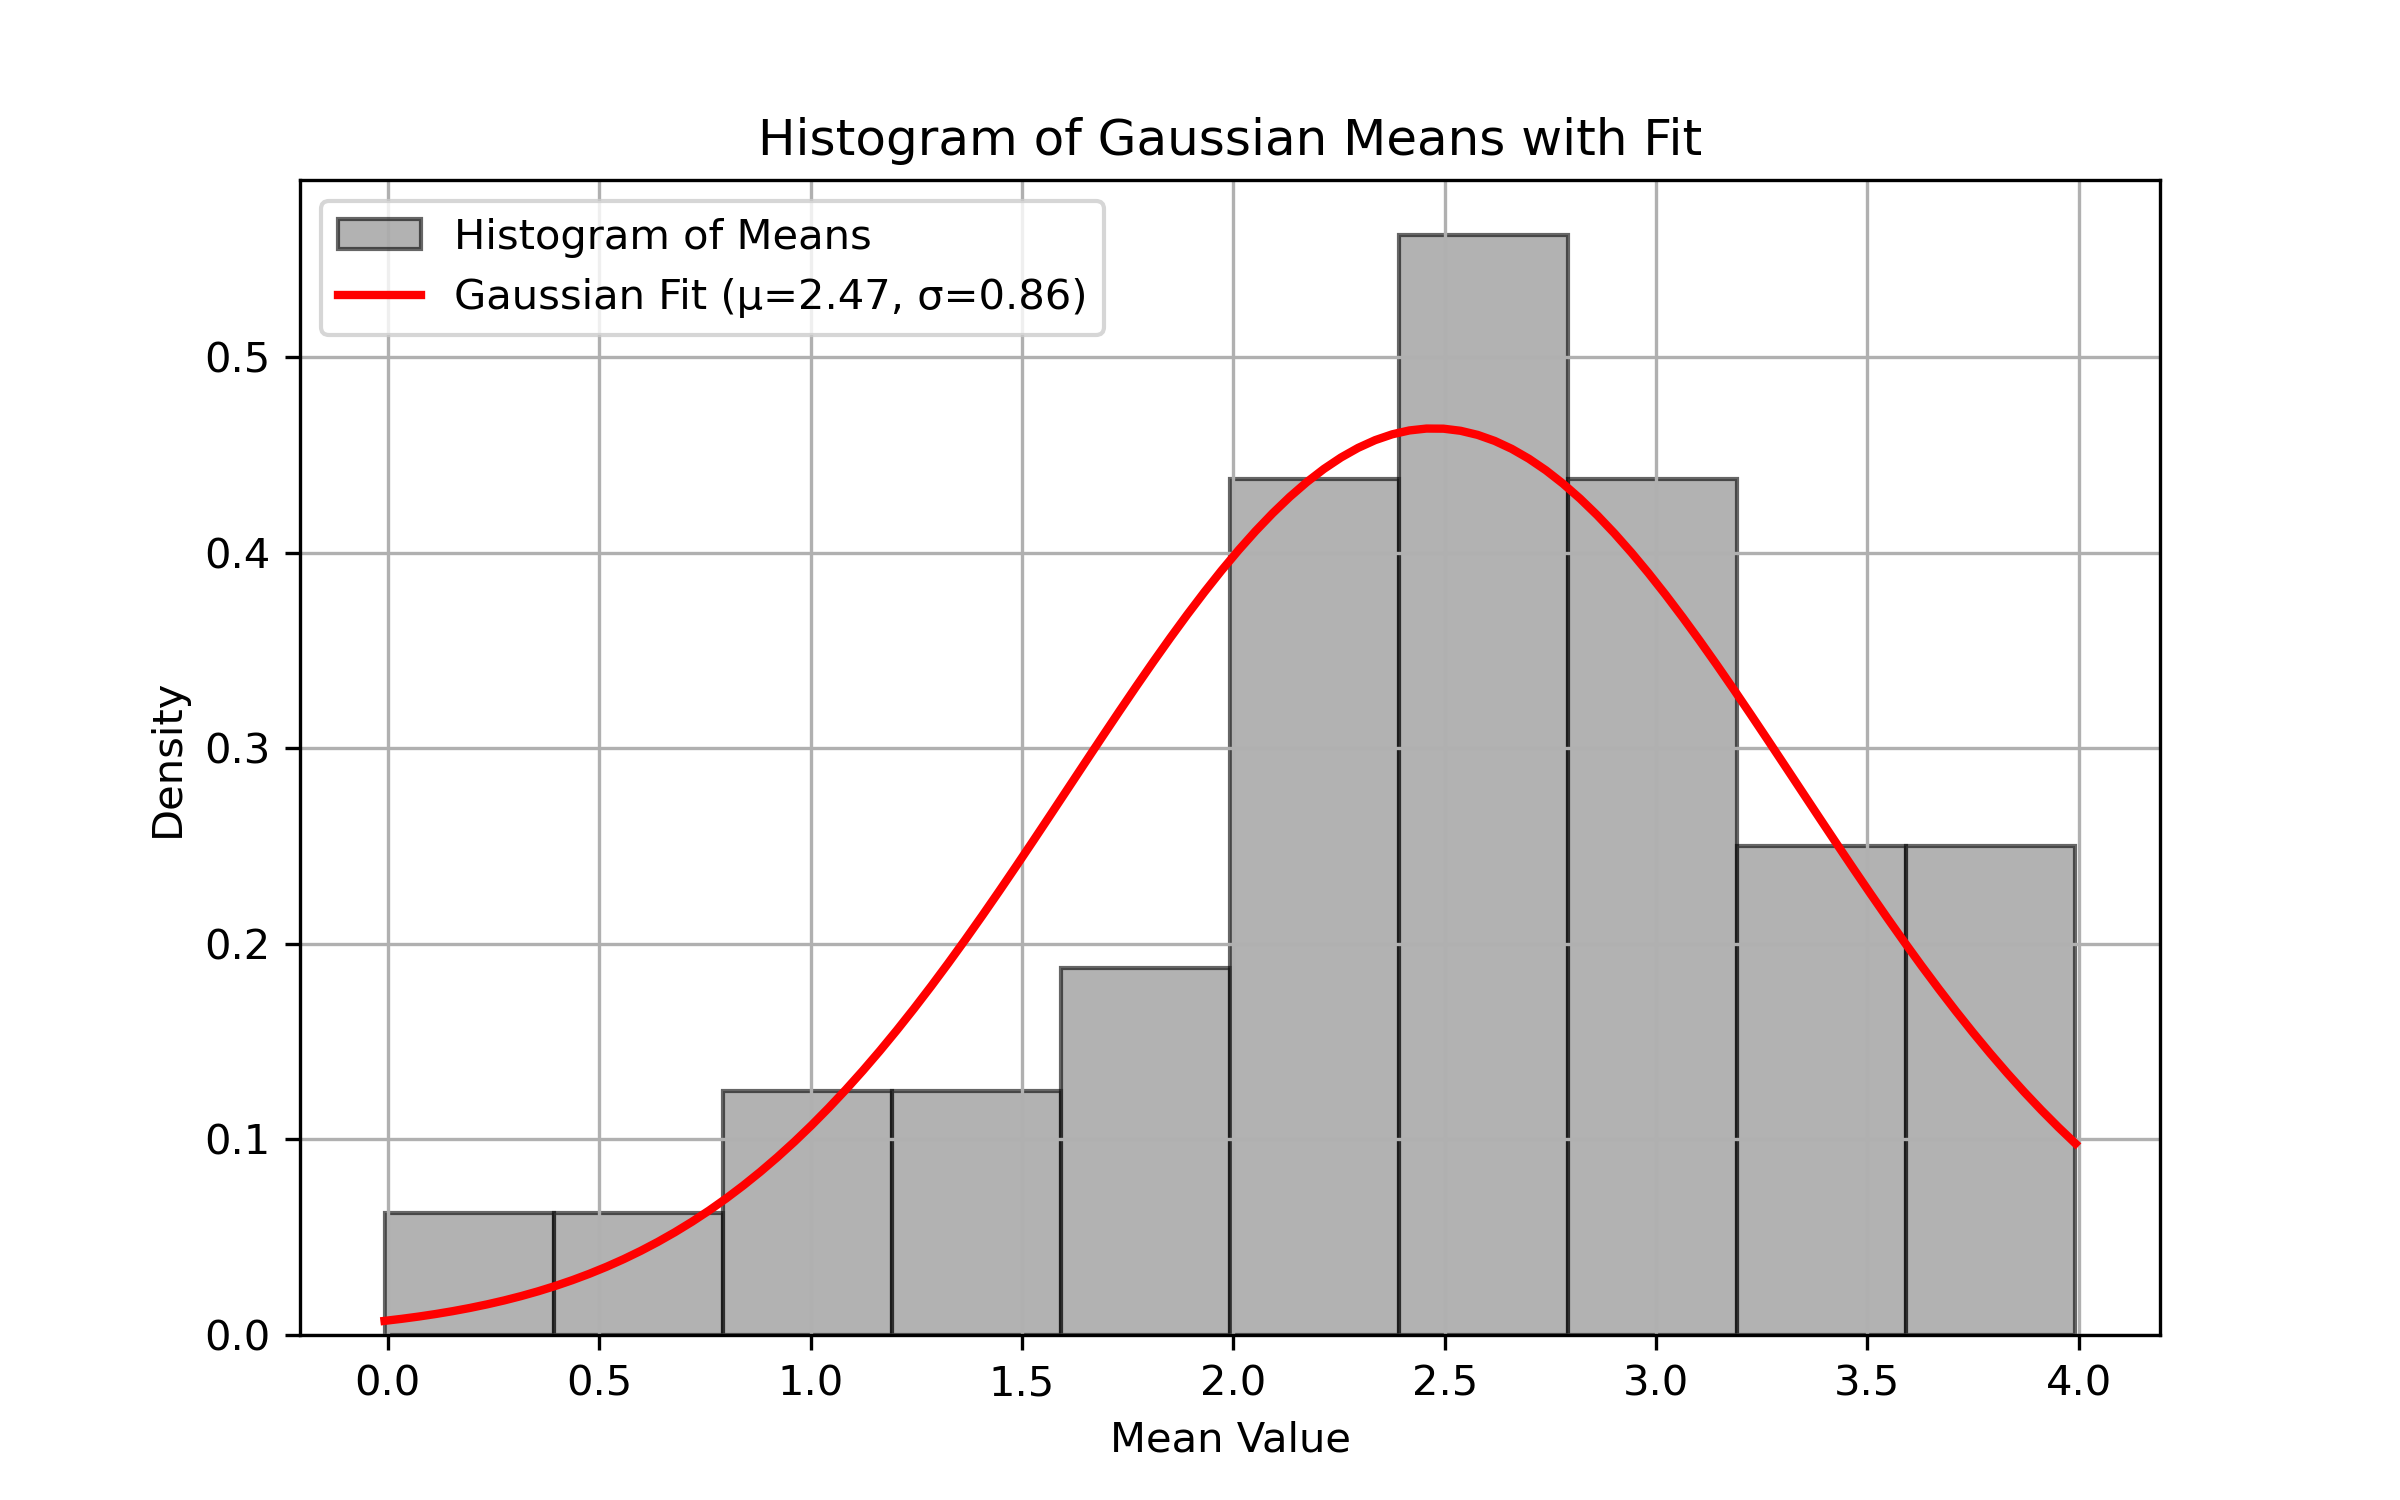 Histogram of Gaussian Means with Fit
Histogram of Means
Gaussian Fit (μ=2.47, σ=0.86)
Density
0.5
0.4
0.3
0.2
0.1
0.0
0.0 0.5 1.0 1.5 2.0 2.5 3.0 3.5 4.0
Mean Value